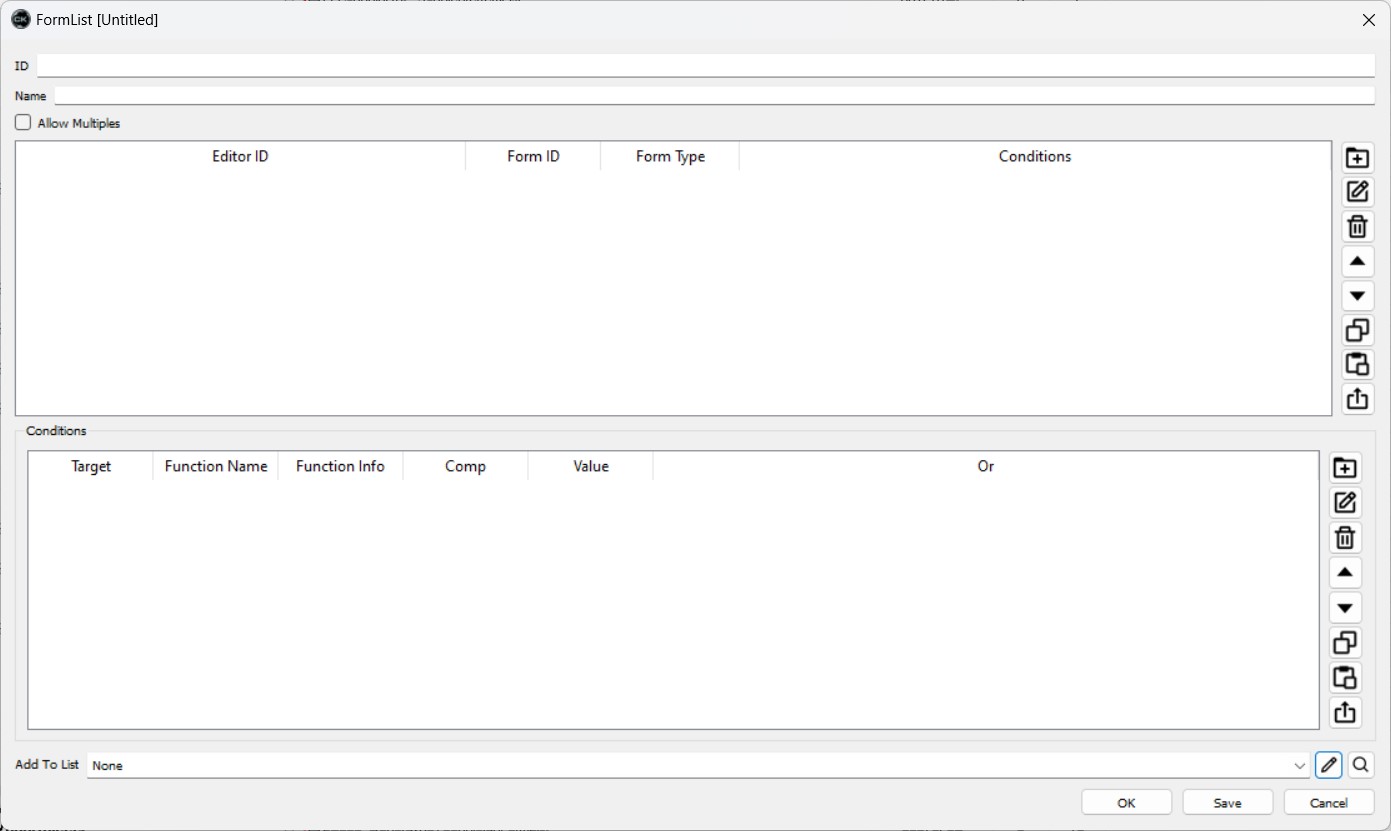 CK FormList [Untitled]
ID
Name
Allow Multiples
Editor ID Form ID Form Type Conditions
Conditions
Target Function Name Function Info Comp Value Or
Add To List None
OK Save Cancel